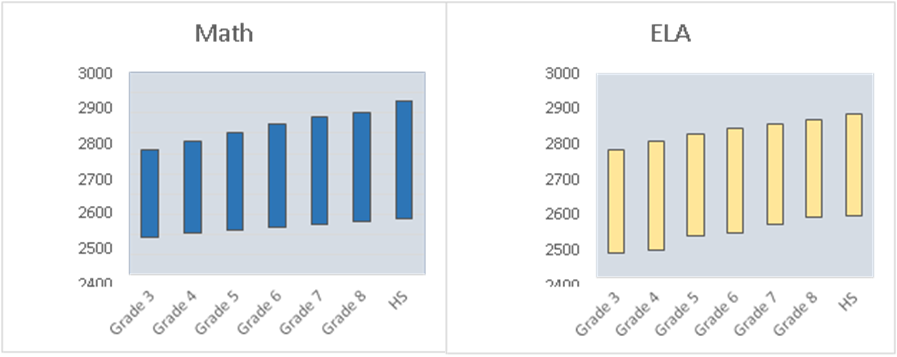 Math
3000
2900
2800
2700
2600
2500
2400
Grade 3
Grade 4
Grade 5
Grade 6
Grade 7
Grade 8
HS
ELA
3000
2900
2800
2700
2600
2500
2400
Grade 3
Grade 4
Grade 5
Grade 6
Grade 7
Grade 8
HS